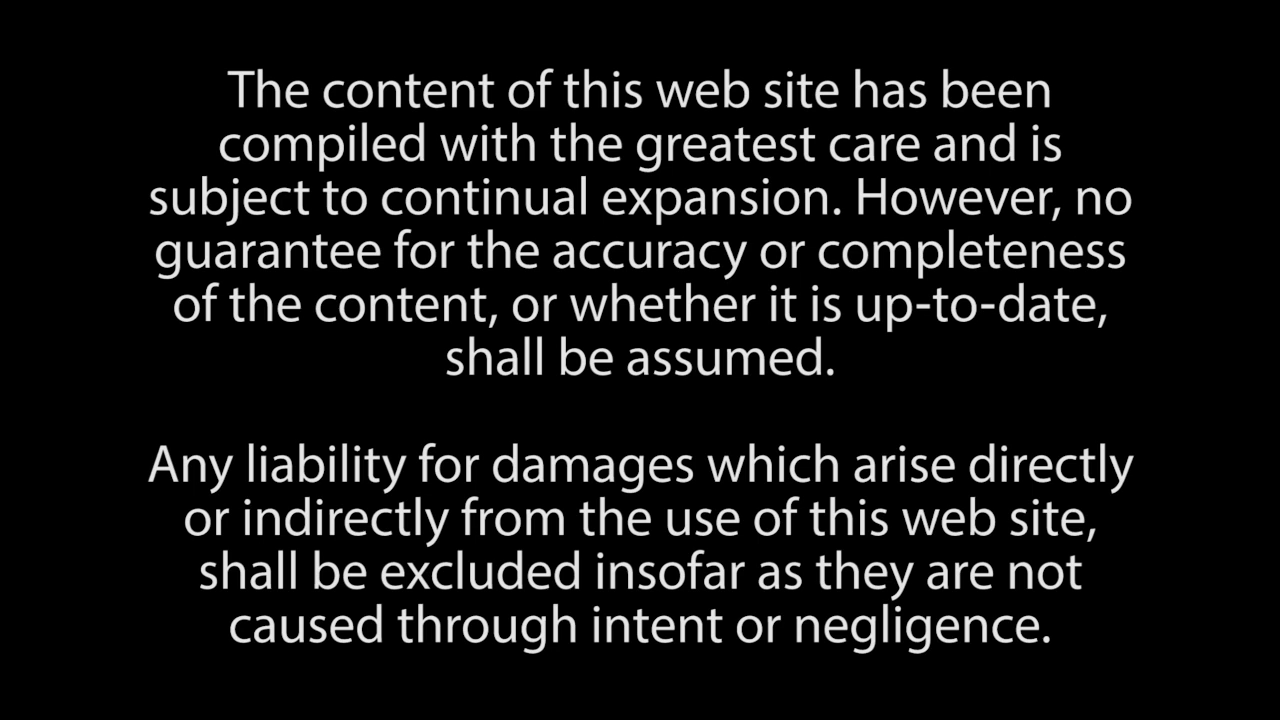 The content of this web site has been
compiled with the greatest care and is
subject to continual expansion. However, no
guarantee for the accuracy or completeness
of the content, or whether it is up-to-date,
shall be assumed.
Any liability for damages which arise directly
or indirectly from the use of this web site,
shall be excluded insofar as they are not
caused through intent or negligence.